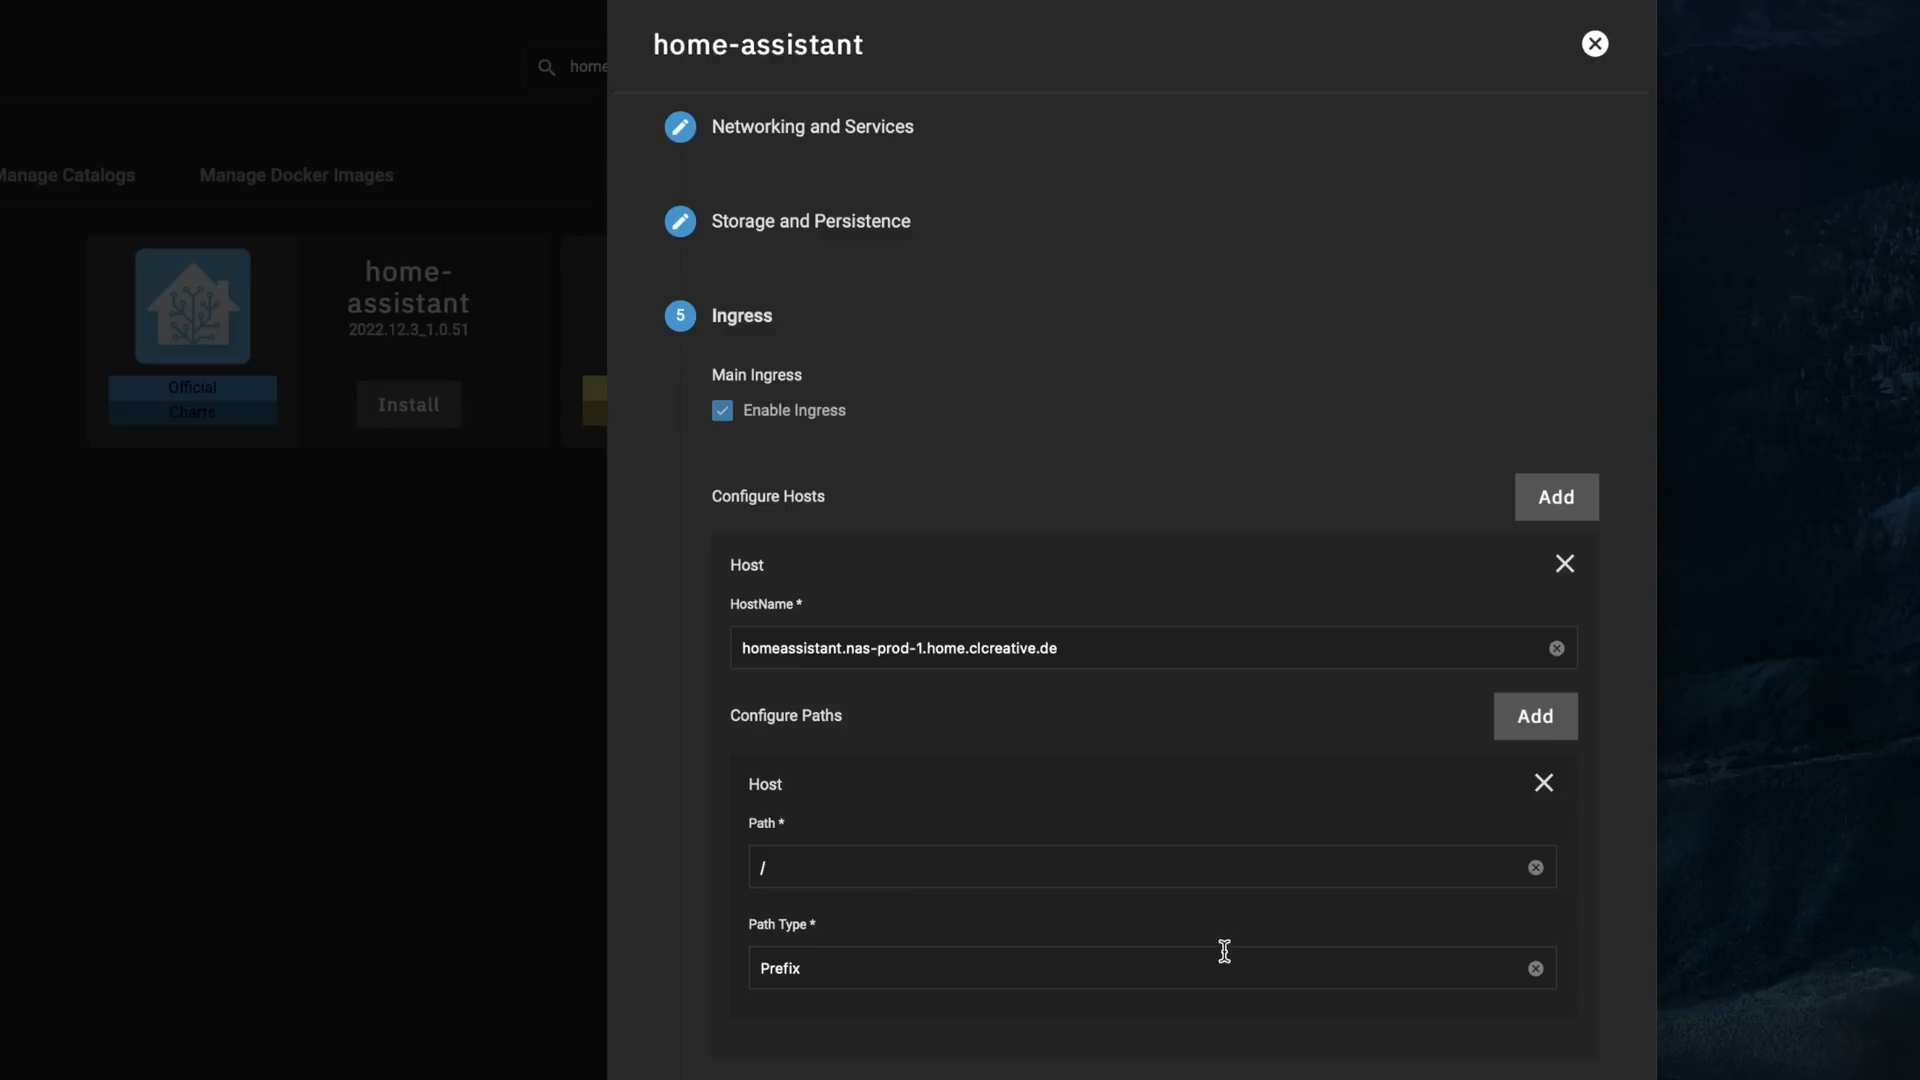 home-assistant
home
Manage Catalogs
Manage Docker Images
home-
assistant
2022.12.3_1.0.51
Official
Charts
Install
Networking and Services
Storage and Persistence
5 Ingress
Main Ingress
Enable Ingress
Configure Hosts
Add
Host
HostName *
homeassistant.nas-prod-1.home.clcreative.de
Configure Paths
Add
Host
Path *
/
Path Type *
Prefix